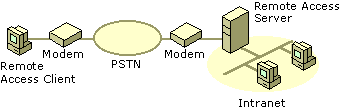 Remote Access
Server
Modem
Modem
PSTN
Remote
Access Client
Intranet